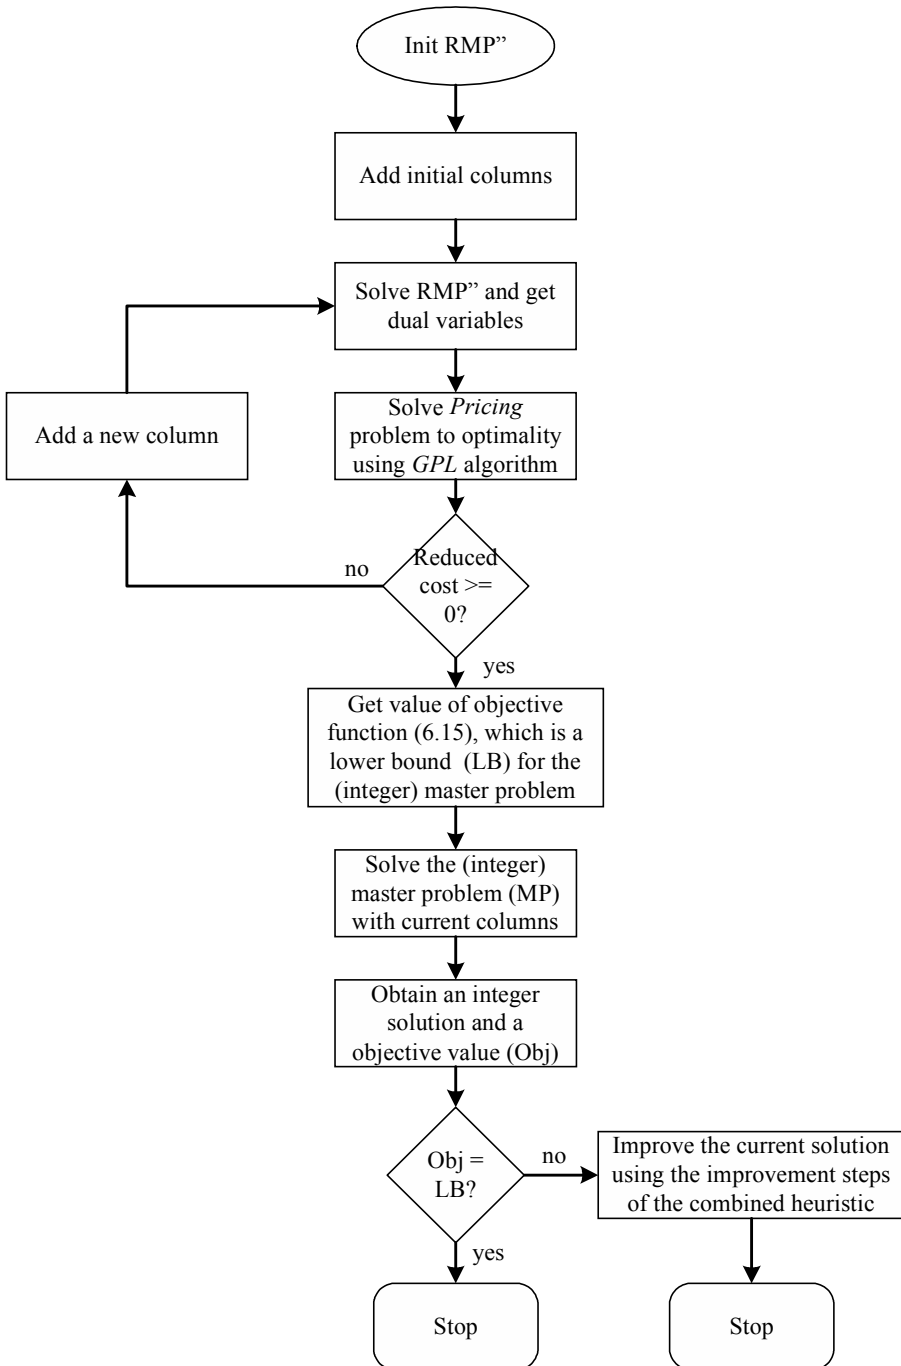 Init RMP”
Add initial columns
Solve RMP” and get
dual variables
Add a new column
Solve Pricing
problem to optimality
using GPL algorithm
no
Reduced
cost >=
0?
yes
Get value of objective
function (6.15), which is a
lower bound (LB) for the
(integer) master problem
Solve the (integer)
master problem (MP)
with current columns
Obtain an integer
solution and a
objective value (Obj)
Obj =
LB?
no
Improve the current solution
using the improvement steps
of the combined heuristic
yes
Stop
Stop